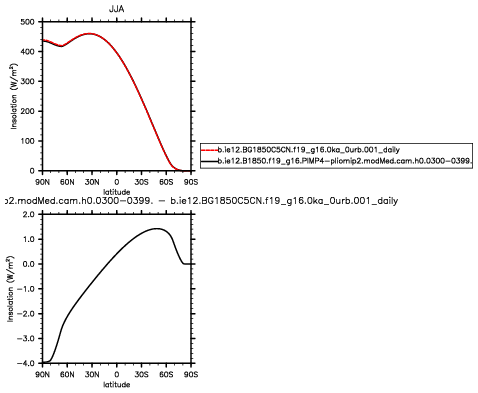 JJA
500
400
300
200
100
0
Insolation (W/m²)
90N 60N 30N 0 30S 60S 90S
latitude
b.ie12.BG1850C5CN.f19_g16.0ka_0urb.001_daily
b.ie12.B1850.f19_g16.PIMP4-pliomip2.modMed.cam.h0.0300-0399.
p2.modMed.cam.h0.0300-0399. - b.ie12.BG1850C5CN.f19_g16.0ka_0urb.001_daily
2.0
1.0
0.0
-1.0
-2.0
-3.0
-4.0
Insolation (W/m²)
90N 60N 30N 0 30S 60S 90S
latitude